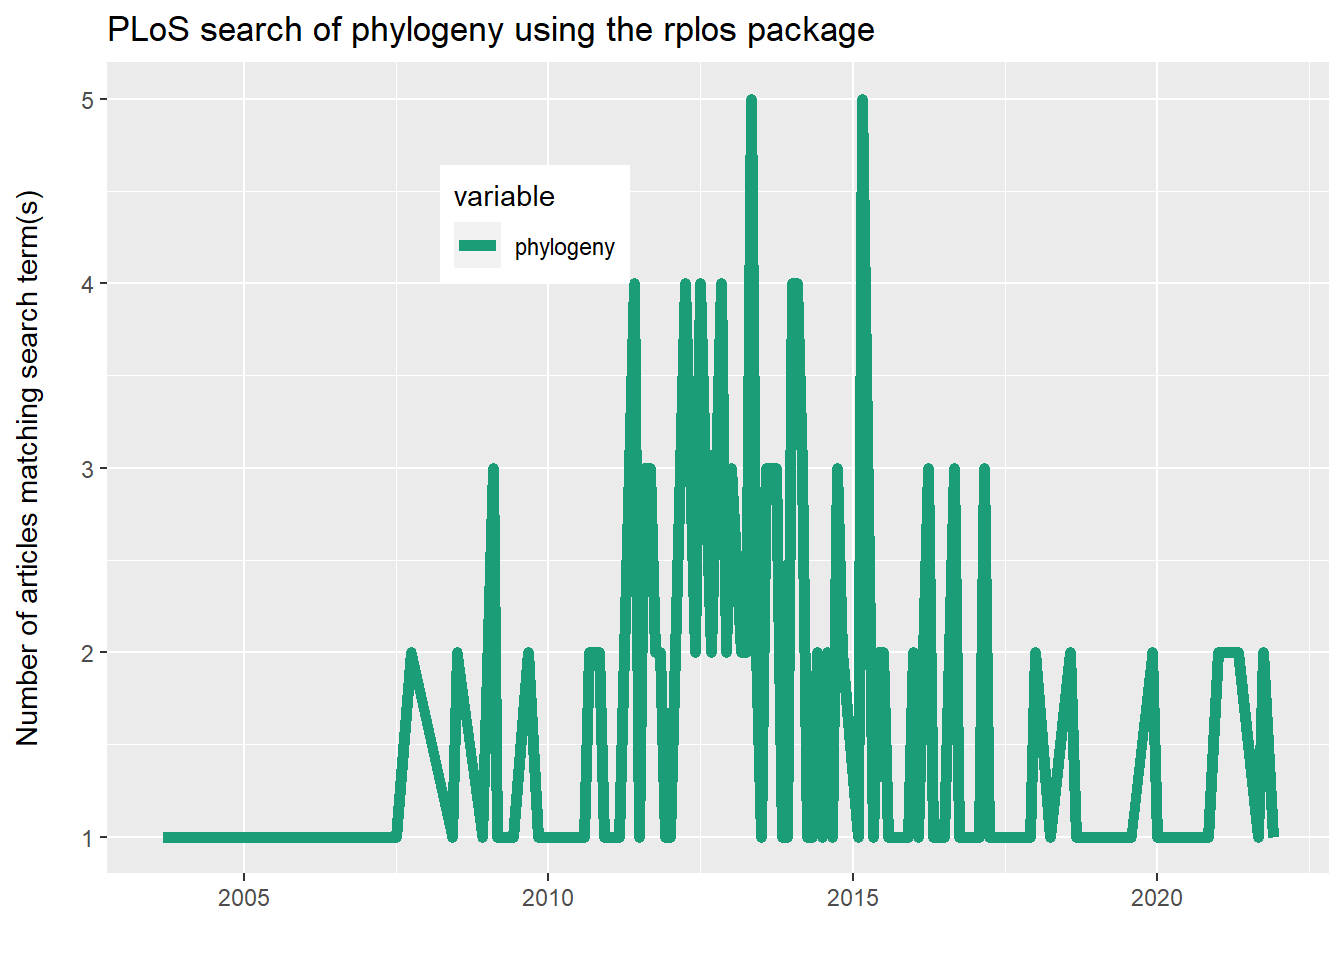 PLoS search of phylogeny using the rplos package
Number of articles matching search term(s)
5
4
3
2
1
variable
phylogeny
2005
2010
2015
2020